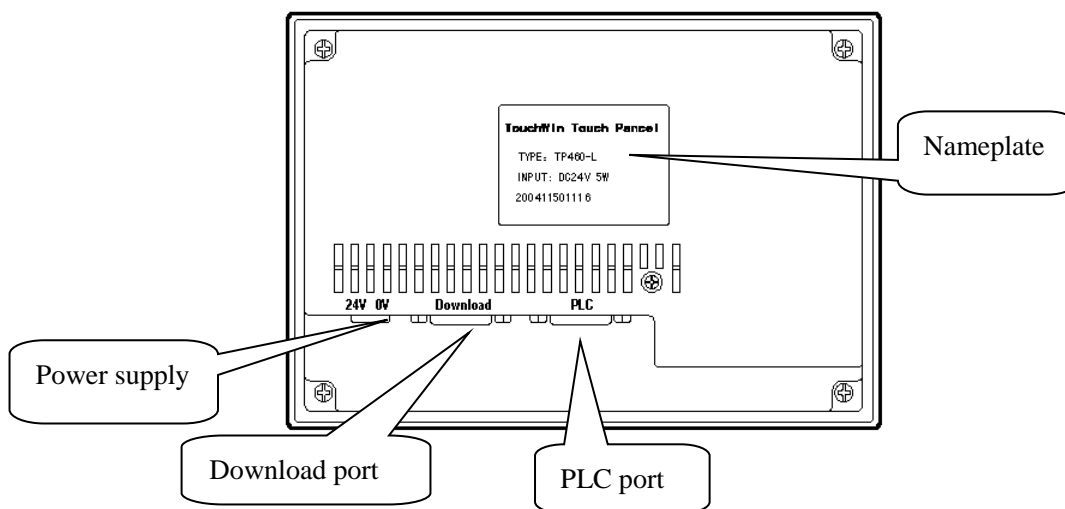 TouchWin Touch Pancel
TYPE: TP460-L
INPUT: DC24V 5W
200411501116
Nameplate
24V 0V Download PLC
Power supply
Download port
PLC port